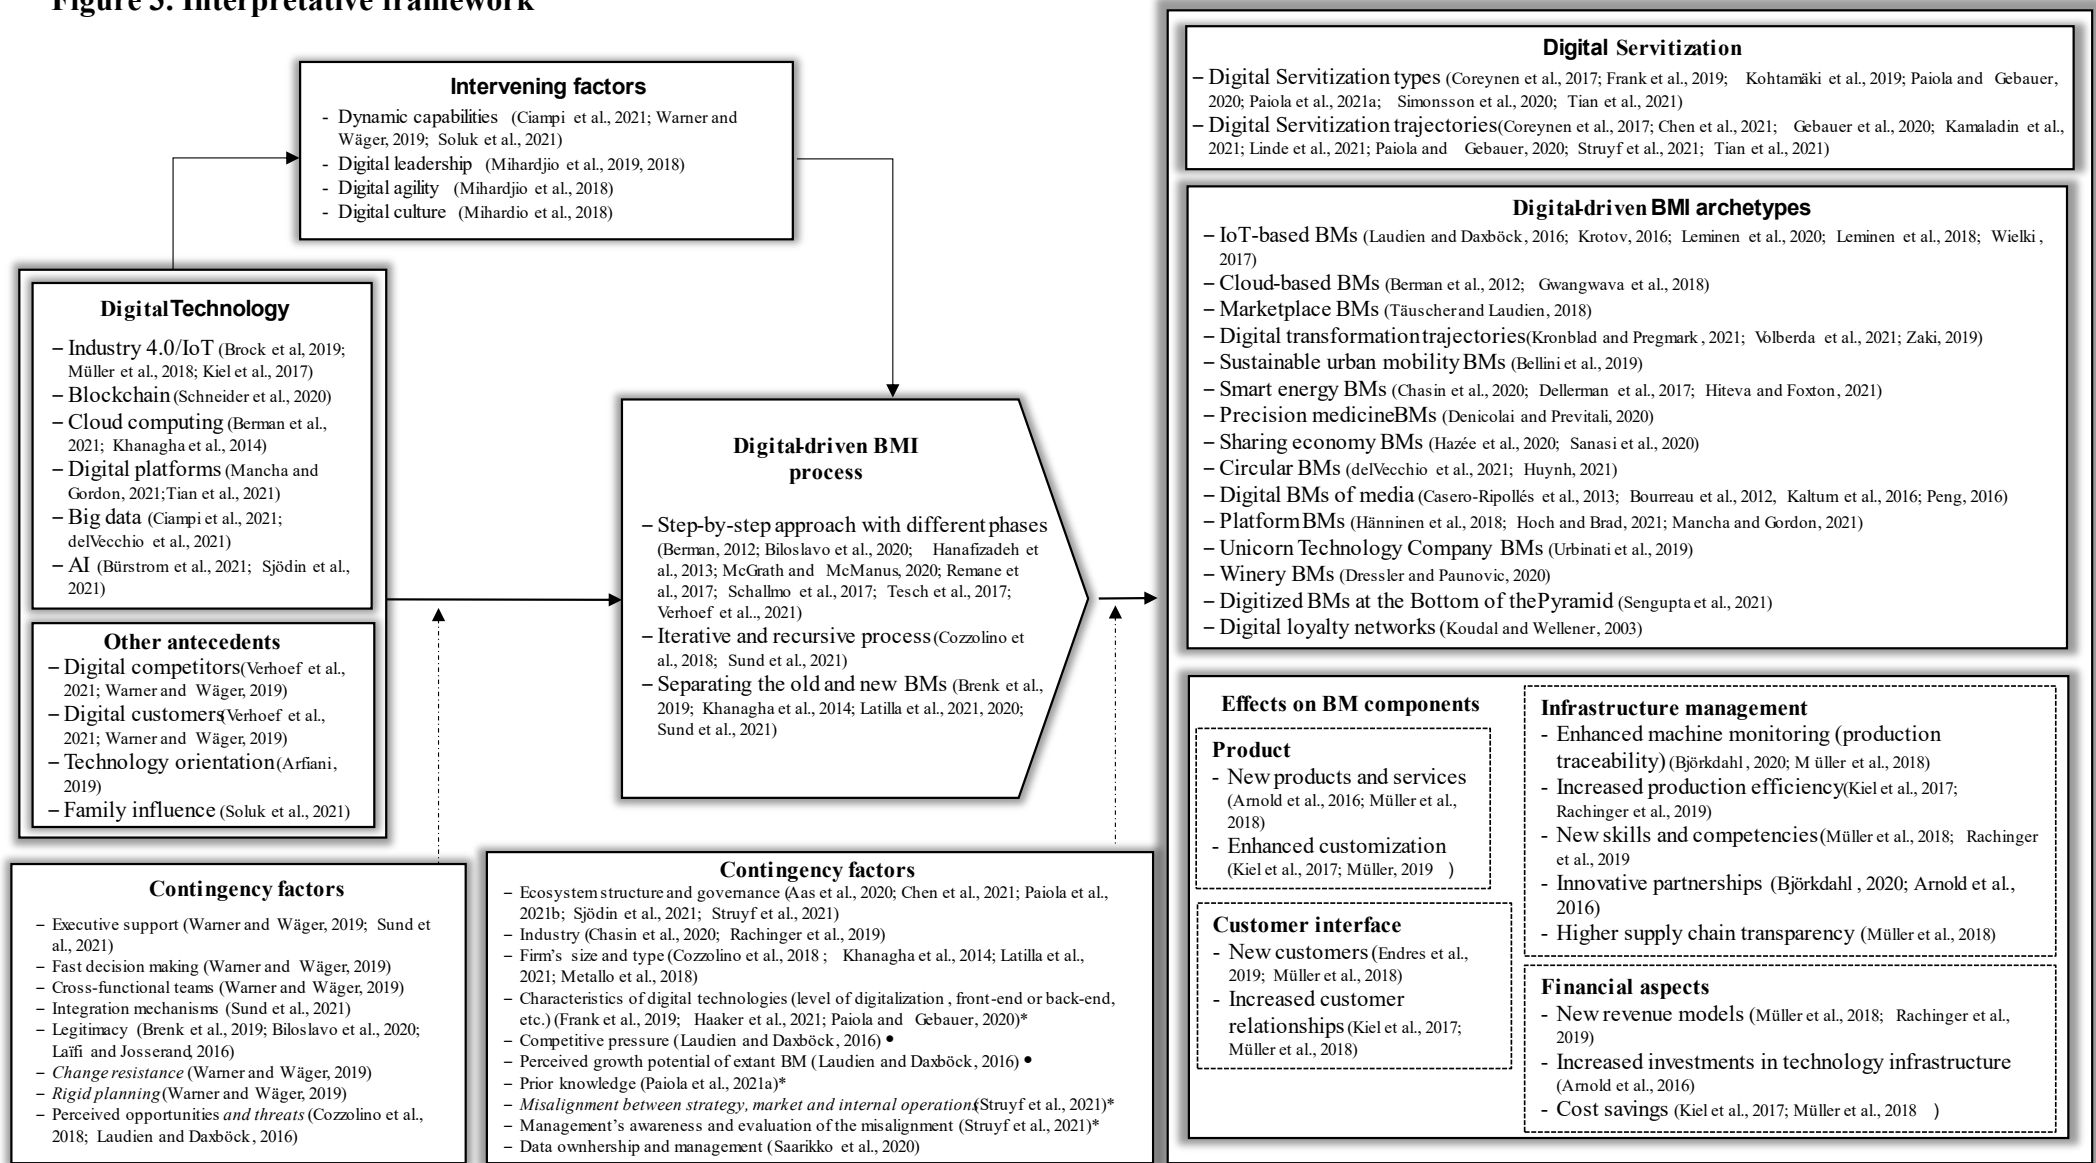 Figure 3. Interpretative framework
Intervening factors
- Dynamic capabilities (Ciampi et al., 2021; Warner and
Wäger, 2019; Soluk et al., 2021)
- Digital leadership (Mihardjio et al., 2019, 2018)
- Digital agility (Mihardjio et al., 2018)
- Digital culture (Mihardio et al., 2018)
Digital Technology
– Industry 4.0/IoT (Brock et al, 2019;
Müller et al., 2018; Kiel et al., 2017)
– Blockchain (Schneider et al., 2020)
– Cloud computing (Berman et al.,
2021; Khanagha et al., 2014)
– Digital platforms (Mancha and
Gordon, 2021;Tian et al., 2021)
– Big data (Ciampi et al., 2021;
delVecchio et al., 2021)
– AI (Bürstrom et al., 2021; Sjödin et al.,
2021)
Other antecedents
– Digital competitors(Verhoef et al.,
2021; Warner and Wäger, 2019)
– Digital customers(Verhoef et al.,
2021; Warner and Wäger, 2019)
– Technology orientation (Arfiani,
2019)
– Family influence (Soluk et al., 2021)
Contingency factors
– Executive support (Warner and Wäger, 2019; Sund et
al., 2021)
– Fast decision making (Warner and Wäger, 2019)
– Cross-functional teams (Warner and Wäger, 2019)
– Integration mechanisms (Sund et al., 2021)
– Legitimacy (Brenk et al., 2019; Biloslavo et al., 2020;
Laïfi and Josserand, 2016)
– Change resistance (Warner and Wäger, 2019)
– Rigid planning (Warner and Wäger, 2019)
– Perceived opportunities and threats (Cozzolino et al.,
2018; Laudien and Daxböck, 2016)
Digital-driven BMI
process
– Step-by-step approach with different phases
(Berman, 2012; Biloslavo et al., 2020; Hanafizadeh et
al., 2013; McGrath and McManus, 2020; Remane et
al., 2017; Schallmo et al., 2017; Tesch et al., 2017;
Verhoef et al., 2021)
– Iterative and recursive process (Cozzolino et
al., 2018; Sund et al., 2021)
– Separating the old and new BMs (Brenk et al.,
2019; Khanagha et al., 2014; Latilla et al., 2021, 2020;
Sund et al., 2021)
Contingency factors
– Ecosystem structure and governance (Aas et al., 2020; Chen et al., 2021; Paiola et al.,
2021b; Sjödin et al., 2021; Struyf et al., 2021)
– Industry (Chasin et al., 2020; Rachinger et al., 2019)
– Firm's size and type (Cozzolino et al., 2018 ; Khanagha et al., 2014; Latilla et al.,
2021; Metallo et al., 2018)
– Characteristics of digital technologies (level of digitalization , front-end or back-end,
etc.) (Frank et al., 2019; Haaker et al., 2021; Paiola and Gebauer, 2020)*
– Competitive pressure (Laudien and Daxböck , 2016) •
– Perceived growth potential of extant BM (Laudien and Daxböck, 2016) •
– Prior knowledge (Paiola et al., 2021a)*
– Misalignment between strategy, market and internal operations(Struyf et al., 2021)*
– Management's awareness and evaluation of the misalignment (Struyf et al., 2021)*
– Data ownhership and management (Saarikko et al., 2020)
Digital Servitization
– Digital Servitization types (Coreynen et al., 2017; Frank et al., 2019; Kohtamäki et al., 2019; Paiola and Gebauer,
2020; Paiola et al., 2021a; Simonsson et al., 2020; Tian et al., 2021)
– Digital Servitization trajectories(Coreynen et al., 2017; Chen et al., 2021; Gebauer et al., 2020; Kamaladin et al.,
2021; Linde et al., 2021; Paiola and Gebauer, 2020; Struyf et al., 2021; Tian et al., 2021)
Digital-driven BMI archetypes
– IoT-based BMs (Laudien and Daxböck , 2016; Krotov, 2016; Leminen et al., 2020; Leminen et al., 2018; Wielki ,
2017)
– Cloud-based BMs (Berman et al., 2012; Gwangwava et al., 2018)
– Marketplace BMs (Täuscher and Laudien, 2018)
– Digital transformation trajectories(Kronblad and Pregmark , 2021; Volberda et al., 2021; Zaki, 2019)
– Sustainable urban mobility BMs (Bellini et al., 2019)
– Smart energy BMs (Chasin et al., 2020; Dellerman et al., 2017; Hiteva and Foxton, 2021)
– Precision medicine BMs (Denicolai and Previtali, 2020)
– Sharing economy BMs (Hazée et al., 2020; Sanasi et al., 2020)
– Circular BMs (delVecchio et al., 2021; Huynh, 2021)
– Digital BMs of media (Casero-Ripollés et al., 2013; Bourreau et al., 2012, Kaltum et al., 2016; Peng, 2016)
– Platform BMs (Hänninen et al., 2018; Hoch and Brad, 2021; Mancha and Gordon, 2021)
– Unicorn Technology Company BMs (Urbinati et al., 2019)
– Winery BMs (Dressler and Paunovic, 2020)
– Digitized BMs at the Bottom of the Pyramid (Sengupta et al., 2021)
– Digital loyalty networks (Koudal and Wellener, 2003)
Effects on BM components
Product
- New products and services
(Arnold et al., 2016; Müller et al.,
2018)
- Enhanced customization
(Kiel et al., 2017; Müller, 2019 )
Customer interface
- New customers (Endres et al.,
2019; Müller et al., 2018)
- Increased customer
relationships (Kiel et al., 2017;
Müller et al., 2018)
Infrastructure management
- Enhanced machine monitoring (production
traceability) (Björkdahl , 2020; M üller et al., 2018)
- Increased production efficiency(Kiel et al., 2017;
Rachinger et al., 2019)
- New skills and competencies (Müller et al., 2018; Rachinger
et al., 2019
- Innovative partnerships (Björkdahl , 2020; Arnold et al.,
2016)
- Higher supply chain transparency (Müller et al., 2018)
Financial aspects
- New revenue models (Müller et al., 2018; Rachinger et al.,
2019)
- Increased investments in technology infrastructure
(Arnold et al., 2016)
- Cost savings (Kiel et al., 2017; Müller et al., 2018 )